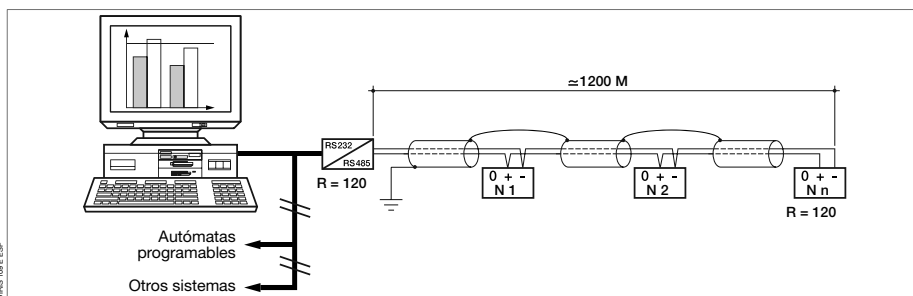 ≃1200 M
RS232
RS485
R = 120
0 + -
N 1
0 + -
N 2
0 + -
N n
R = 120
Autómatas
programables
Otros sistemas